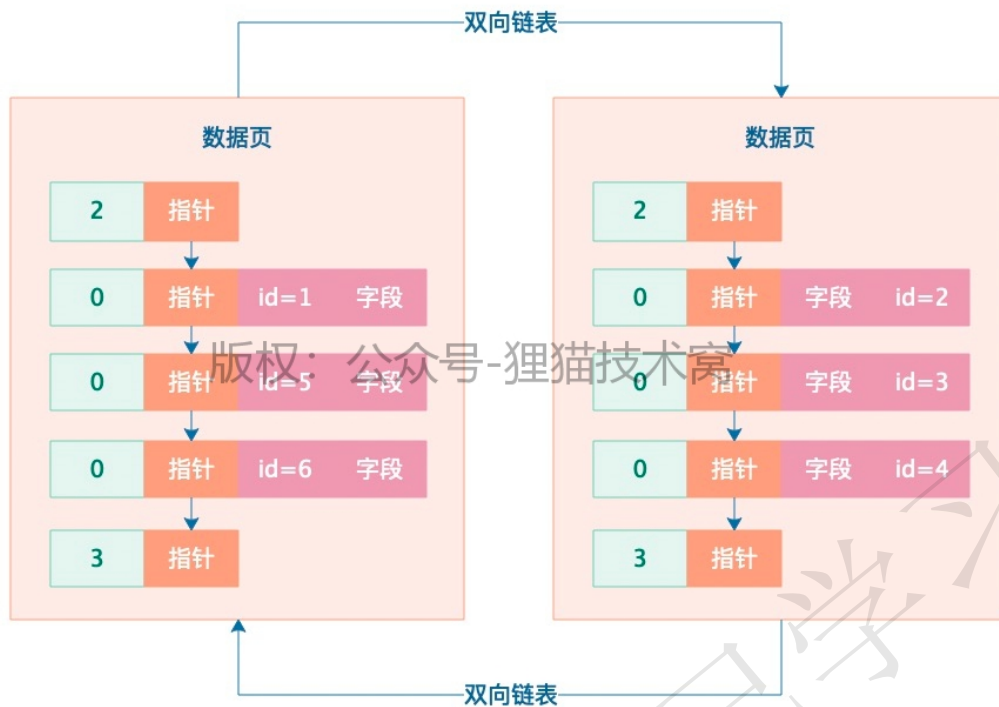 双向链表
数据页
2 指针
0 指针 id=1 字段
0 指针 id=5 字段
0 指针 id=6 字段
3 指针
数据页
2 指针
0 指针 字段 id=2
0 指针 字段 id=3
0 指针 字段 id=4
3 指针
版权：公众号-狸猫技术窝
双向链表